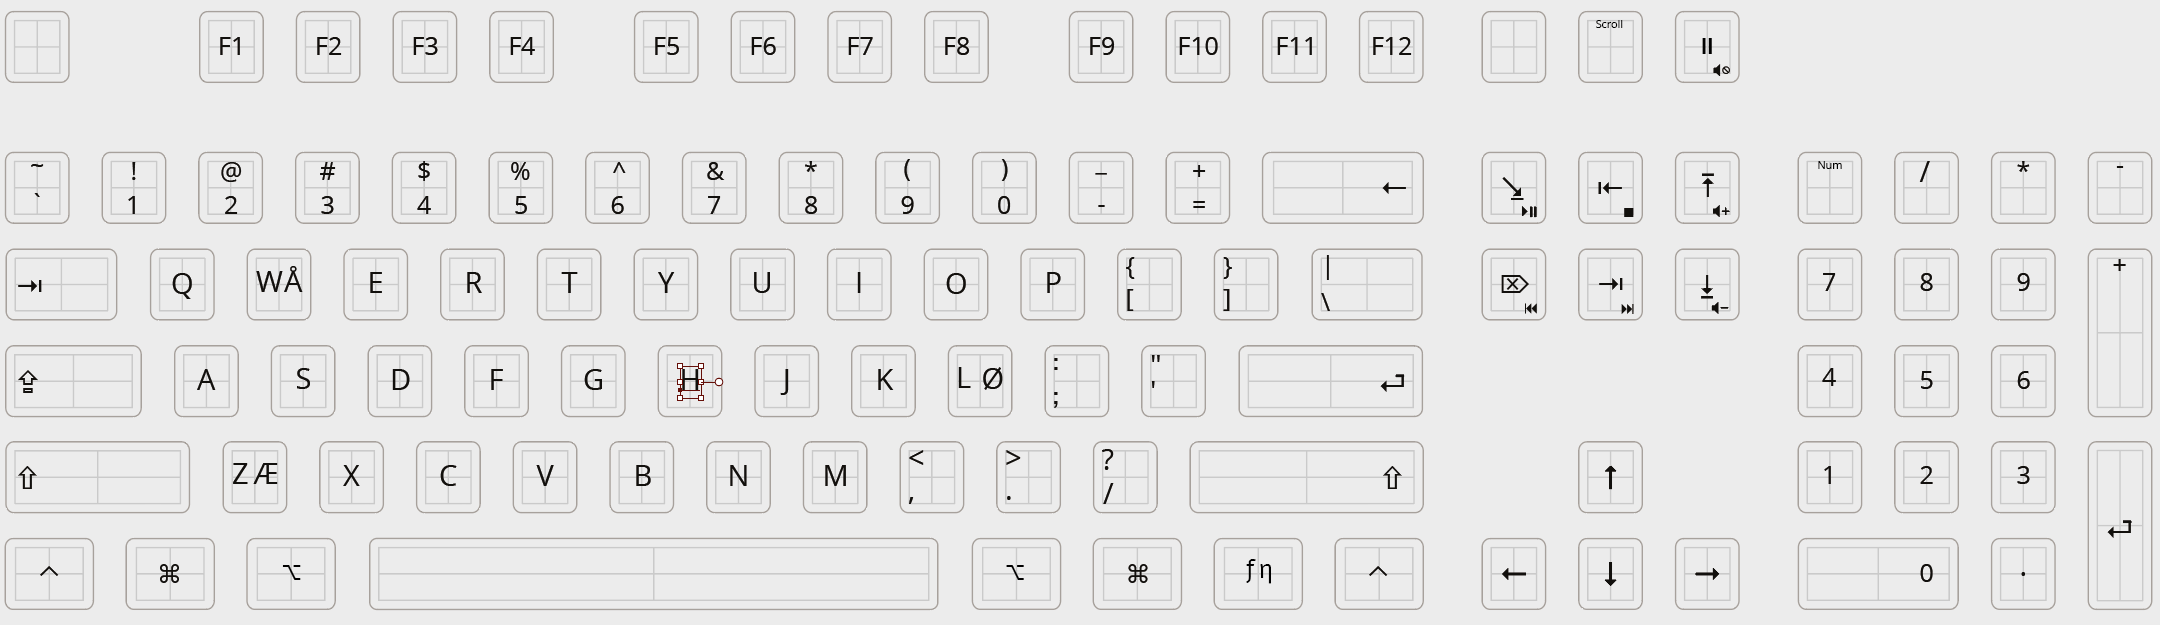 F1 F2 F3 F4 F5 F6 F7 F8 F9 F10 F11 F12 Scroll
~ ! @ # $ % ^ & * ( ) _ + Num / * -
` 1 2 3 4 5 6 7 8 9 0 - =
Q WÅ E R T Y U I O P { } | 7 8 9 +
[ ] \
A S D F G H J K L Ø : " 4 5 6
; '
Z Æ X C V B N M < > ? 1 2 3
, . /
^ ⌘ ⌥ ⌥ ⌘ ƒη ^ 0 .